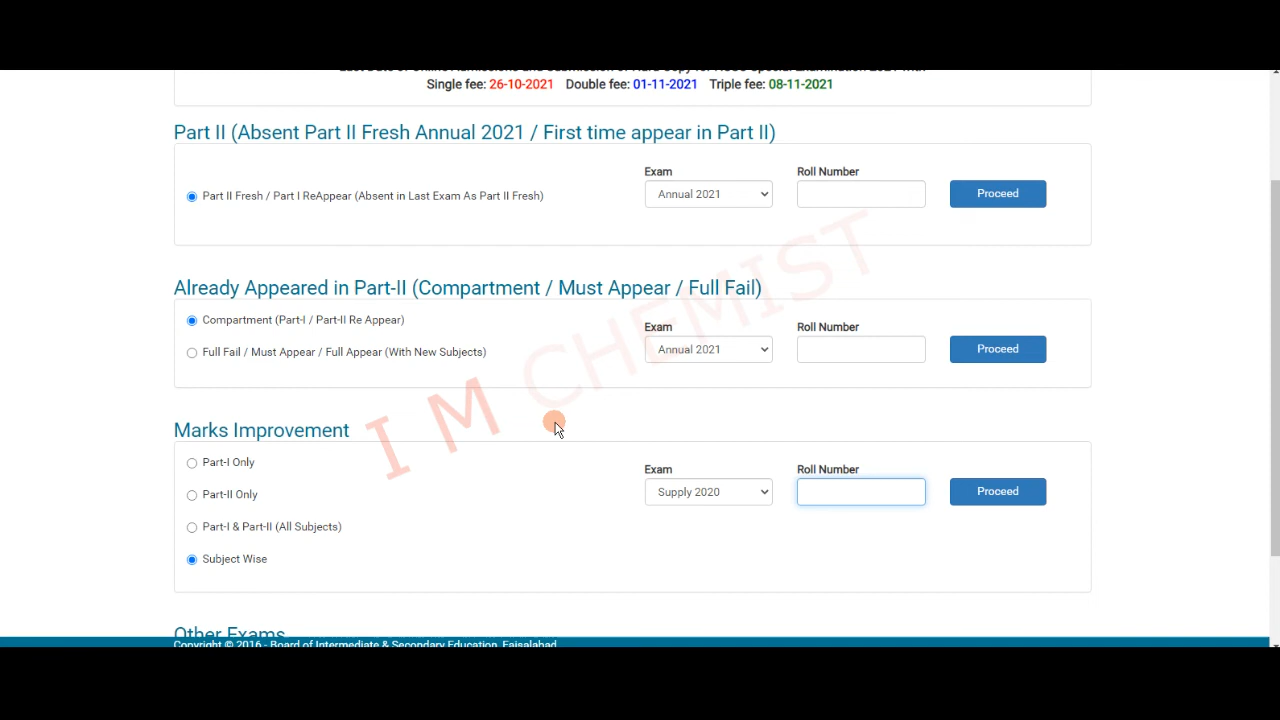 Single fee: 26-10-2021 Double fee: 01-11-2021 Triple fee: 08-11-2021
Part II (Absent Part II Fresh Annual 2021 / First time appear in Part II)
Exam Roll Number
Part II Fresh / Part I ReAppear (Absent in Last Exam As Part II Fresh) Annual 2021 Proceed
Already Appeared in Part-II (Compartment / Must Appear / Full Fail)
Compartment (Part-I / Part-II Re Appear)
Exam Roll Number
Full Fail / Must Appear / Full Appear (With New Subjects) Annual 2021 Proceed
I M CHEMIST
Marks Improvement
Part-I Only
Exam Roll Number
Part-II Only Supply 2020 Proceed
Part-I & Part-II (All Subjects)
Subject Wise
Other Exams
Copyright © 2016 - Board of Intermediate & Secondary Education, Faisalabad